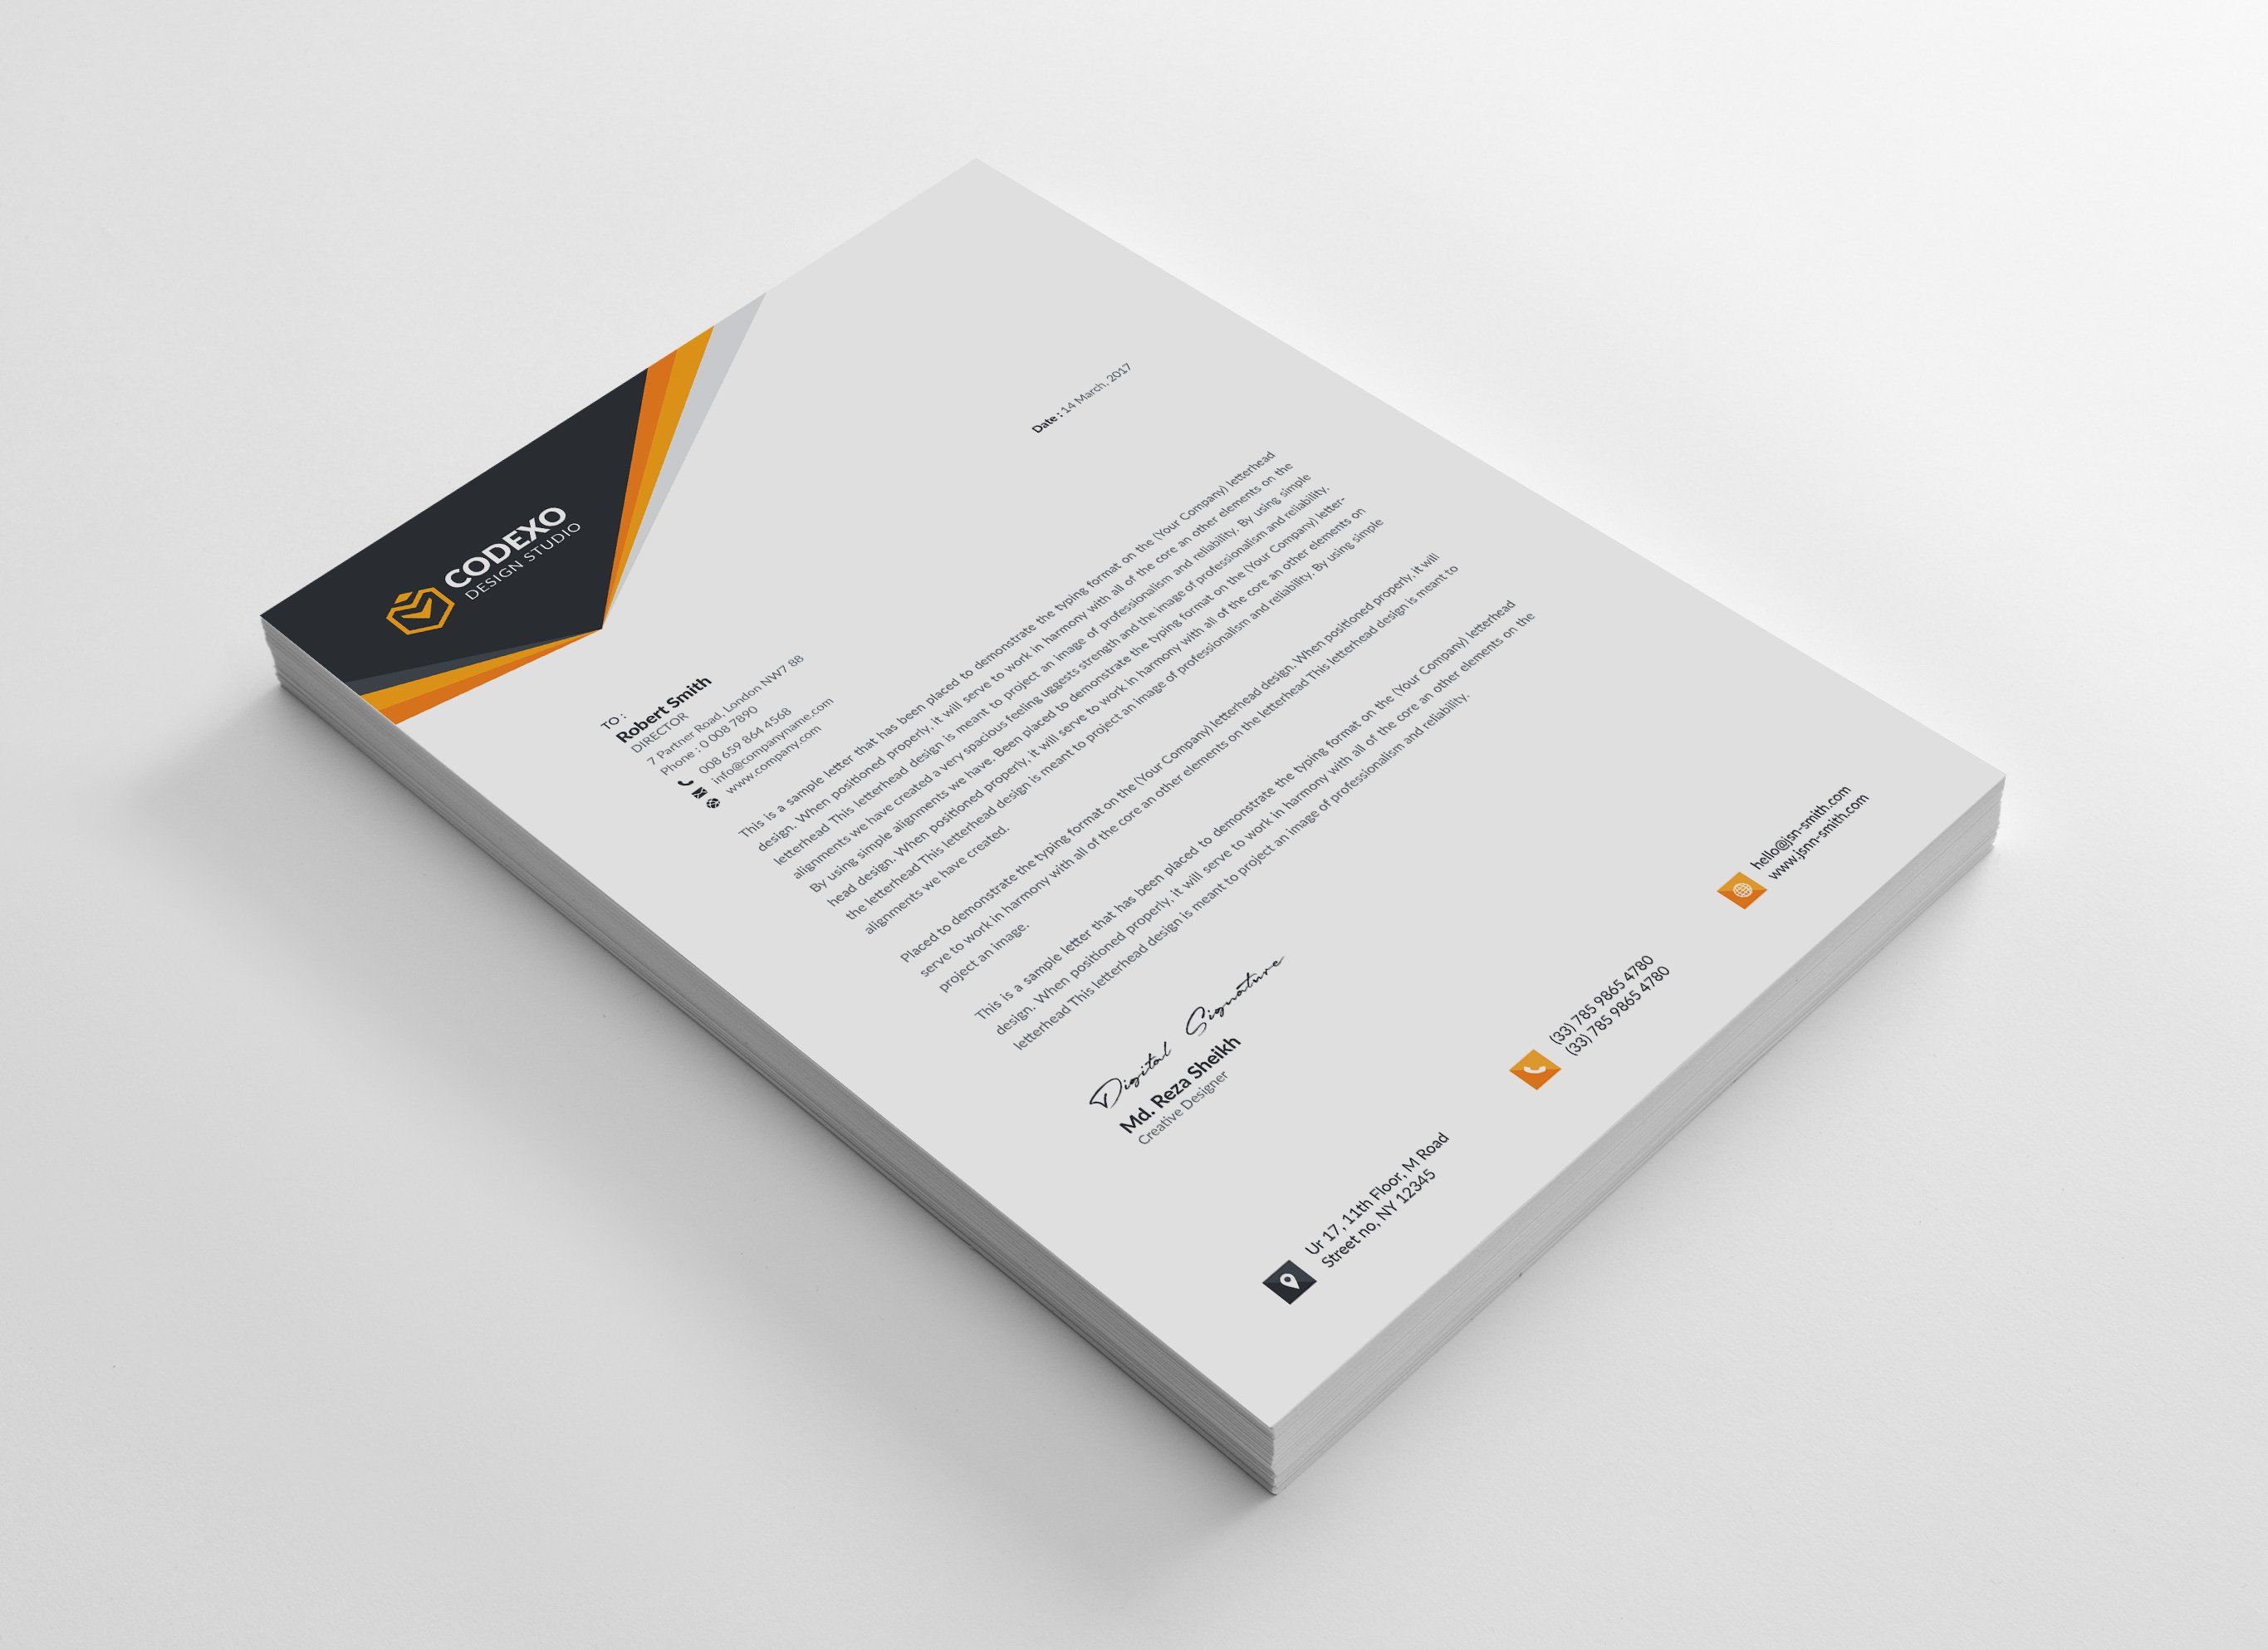 CODEXO
DESIGN STUDIO
Date : 14 March, 2017
TO :
Robert Smith
DIRECTOR
7 Partner Road, London NW7 88
Phone : 0 008 7890
008 659 864 4568
info@companyname.com
www.company.com
This is a sample letter that has been placed to demonstrate the typing format on the (Your Company) letterhead
design. When positioned properly, it will serve to work in harmony with all of the core an other elements on the
letterhead This letterhead design is meant to project an image of professionalism and reliability. By using simple
alignments we have created a very spacious feeling uggests strength and the image of professionalism and reliability.
By using simple alignments we have. Been placed to demonstrate the typing format on the (Your Company) letter-
head design. When positioned properly, it will serve to work in harmony with all of the core an other elements on
the letterhead This letterhead design is meant to project an image of professionalism and reliability. By using simple
alignments we have created.
Placed to demonstrate the typing format on the (Your Company) letterhead design. When positioned properly, it will
serve to work in harmony with all of the core an other elements on the letterhead This letterhead design is meant to
project an image.
This is a sample letter that has been placed to demonstrate the typing format on the (Your Company) letterhead
design. When positioned properly, it will serve to work in harmony with all of the core an other elements on the
letterhead This letterhead design is meant to project an image of professionalism and reliability.
Digital Signature
Md. Reza Sheikh
Creative Designer
Ur 17, 11th Floor, M Road
Street no, NY 12345
(33) 785 9865 4780
(33) 785 9865 4780
hello@jsn-smith.com
www.jsnn-smith.com